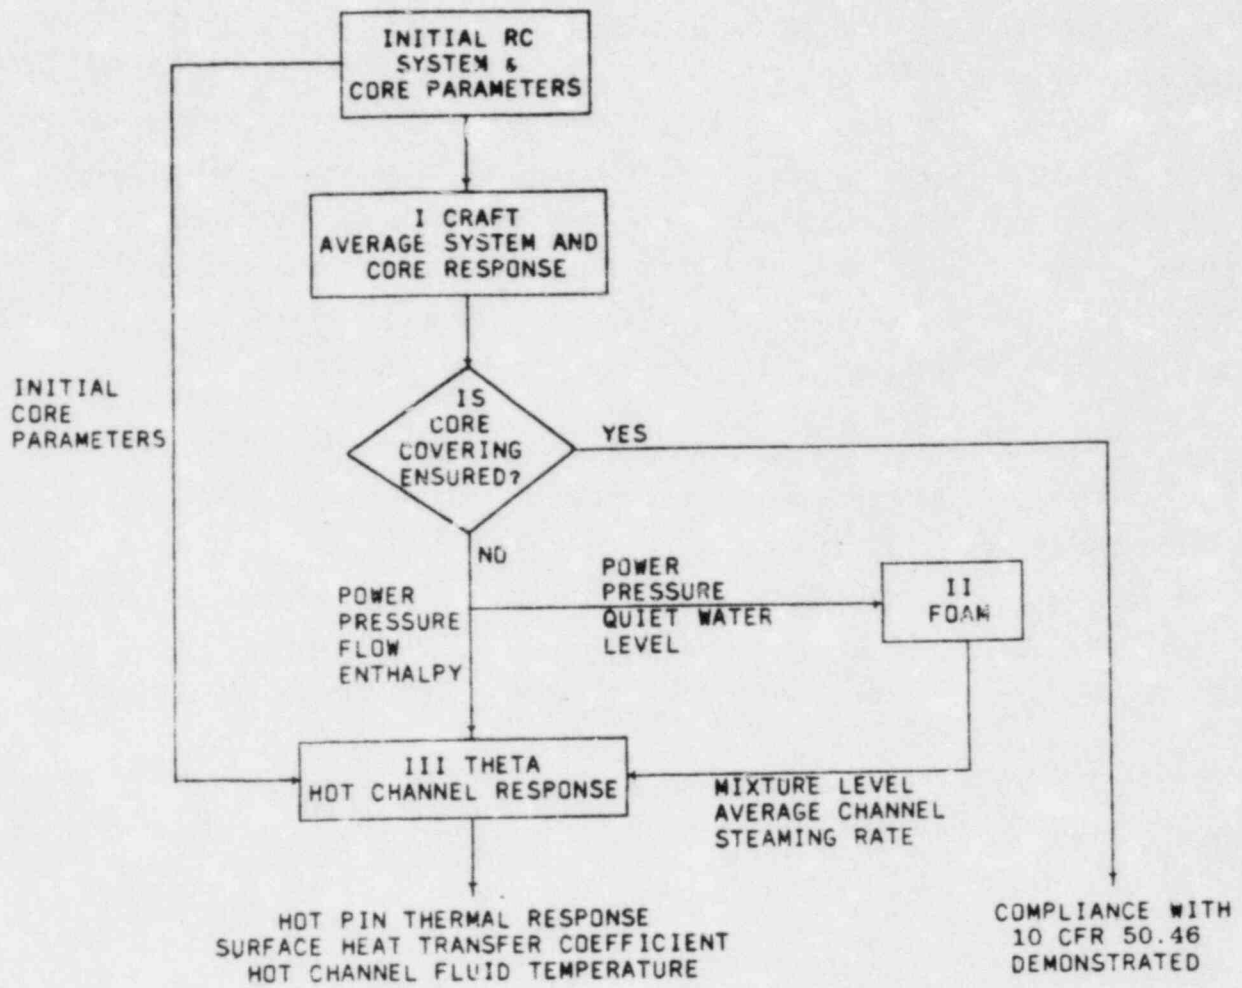 INITIAL RC
SYSTEM &
CORE PARAMETERS
I CRAFT
AVERAGE SYSTEM AND
CORE RESPONSE
INITIAL
CORE
PARAMETERS
IS
CORE
COVERING
ENSURED?
YES
NO
POWER
PRESSURE
FLOW
ENTHALPY
POWER
PRESSURE
QUIET WATER
LEVEL
II
FOAM
III THETA
HOT CHANNEL RESPONSE
MIXTURE LEVEL
AVERAGE CHANNEL
STEAMING RATE
HOT PIN THERMAL RESPONSE
SURFACE HEAT TRANSFER COEFFICIENT
HOT CHANNEL FLUID TEMPERATURE
COMPLIANCE WITH
10 CFR 50.46
DEMONSTRATED